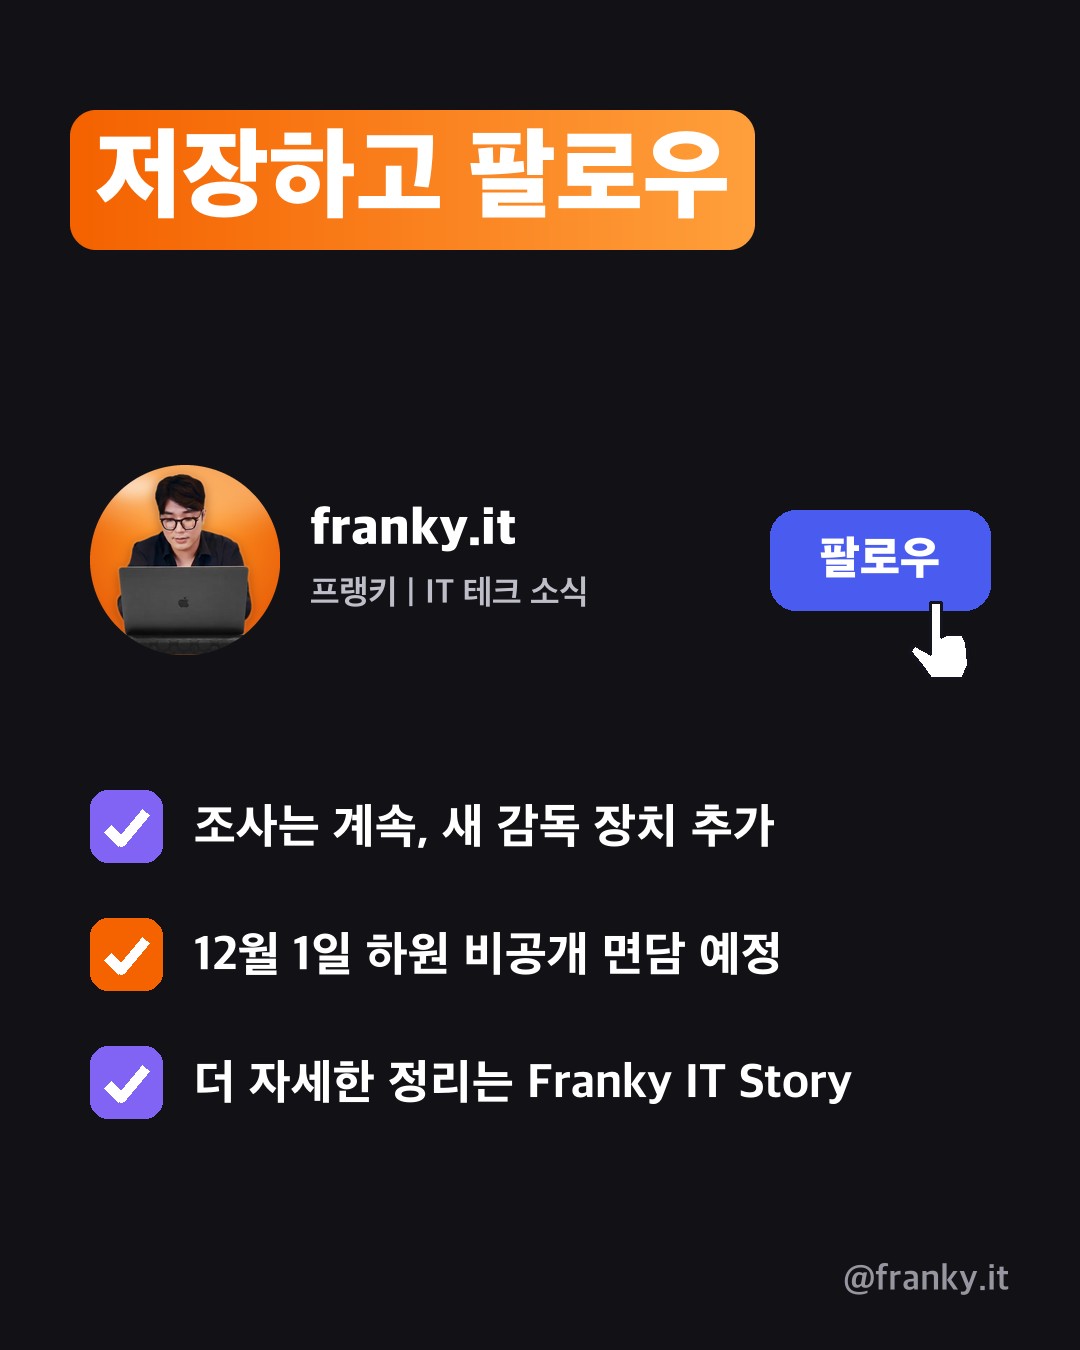 저장하고 팔로우
franky.it
프랭키 | IT 테크 소식
팔로우
조사는 계속, 새 감독 장치 추가
12월 1일 하원 비공개 면담 예정
더 자세한 정리는 Franky IT Story
@franky.it